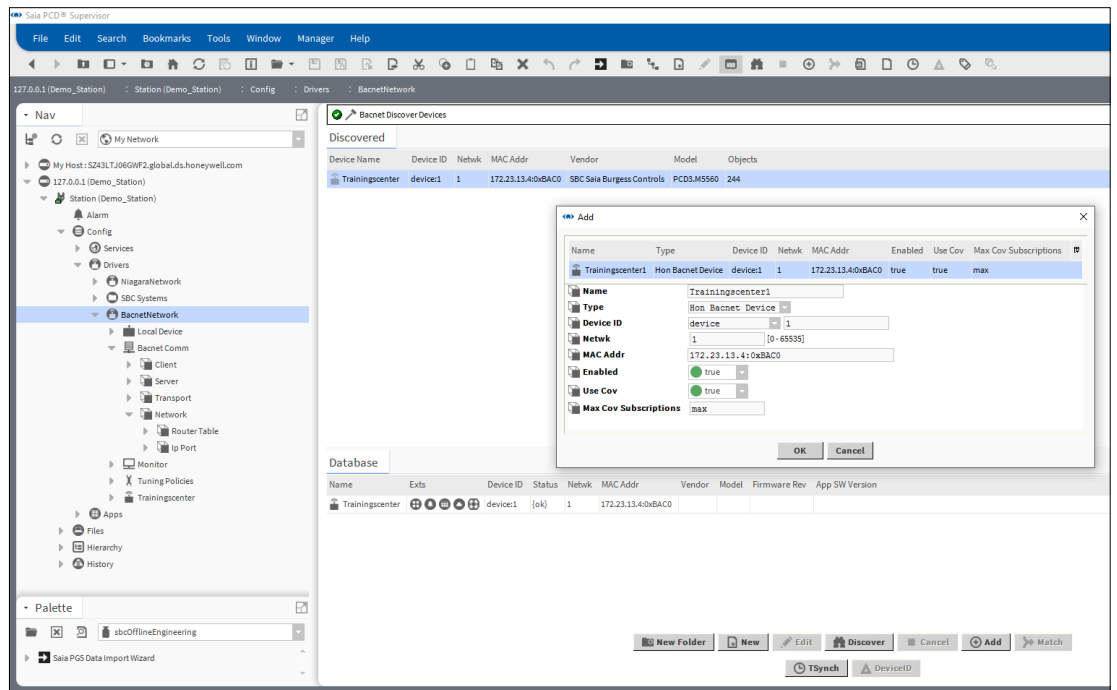 Saia PCD® Supervisor
File Edit Search Bookmarks Tools Window Manager Help
127.0.0.1 (Demo_Station) : Station (Demo_Station) : Config : Drivers : BacnetNetwork
Nav
My Network
My Host : SZ43LTJ06GWF2.global.ds.honeywell.com
127.0.0.1 (Demo_Station)
Station (Demo_Station)
Alarm
Config
Services
Drivers
NiagaraNetwork
SBC Systems
BacnetNetwork
Local Device
Bacnet Comm
Client
Server
Transport
Network
Router Table
Ip Port
Monitor
Tuning Policies
Trainingscenter
Apps
Files
Hierarchy
History
Palette
sbcOfflineEngineering
Saia PG5 Data Import Wizard
Bacnet Discover Devices
Discovered
Device Name Device ID Netwk MAC Addr Vendor Model Objects
Trainingscenter device:1 1 172.23.13.4:0xBAC0 SBC Saia Burgess Controls PCD3.M5560 244
Add
Name Type Device ID Netwk MAC Addr Enabled Use Cov Max Cov Subscriptions
Trainingscenter1 Hon Bacnet Device device:1 1 172.23.13.4:0xBAC0 true true max
Name Trainingscenter1
Type Hon Bacnet Device
Device ID device 1
Netwk 1 [0 - 65535]
MAC Addr 172.23.13.4:0xBAC0
Enabled true
Use Cov true
Max Cov Subscriptions max
OK Cancel
Database
Name Exts Device ID Status Netwk MAC Addr Vendor Model Firmware Rev App SW Version
Trainingscenter device:1 {ok} 1 172.23.13.4:0xBAC0
New Folder New Edit Discover Cancel Add Match
TSynch DeviceID